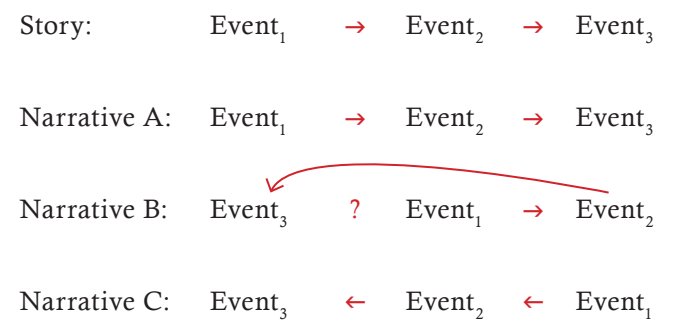 Story: Event₁ → Event₂ → Event₃
Narrative A: Event₁ → Event₂ → Event₃
Narrative B: Event₃ ? Event₁ → Event₂
Narrative C: Event₃ ← Event₂ ← Event₁